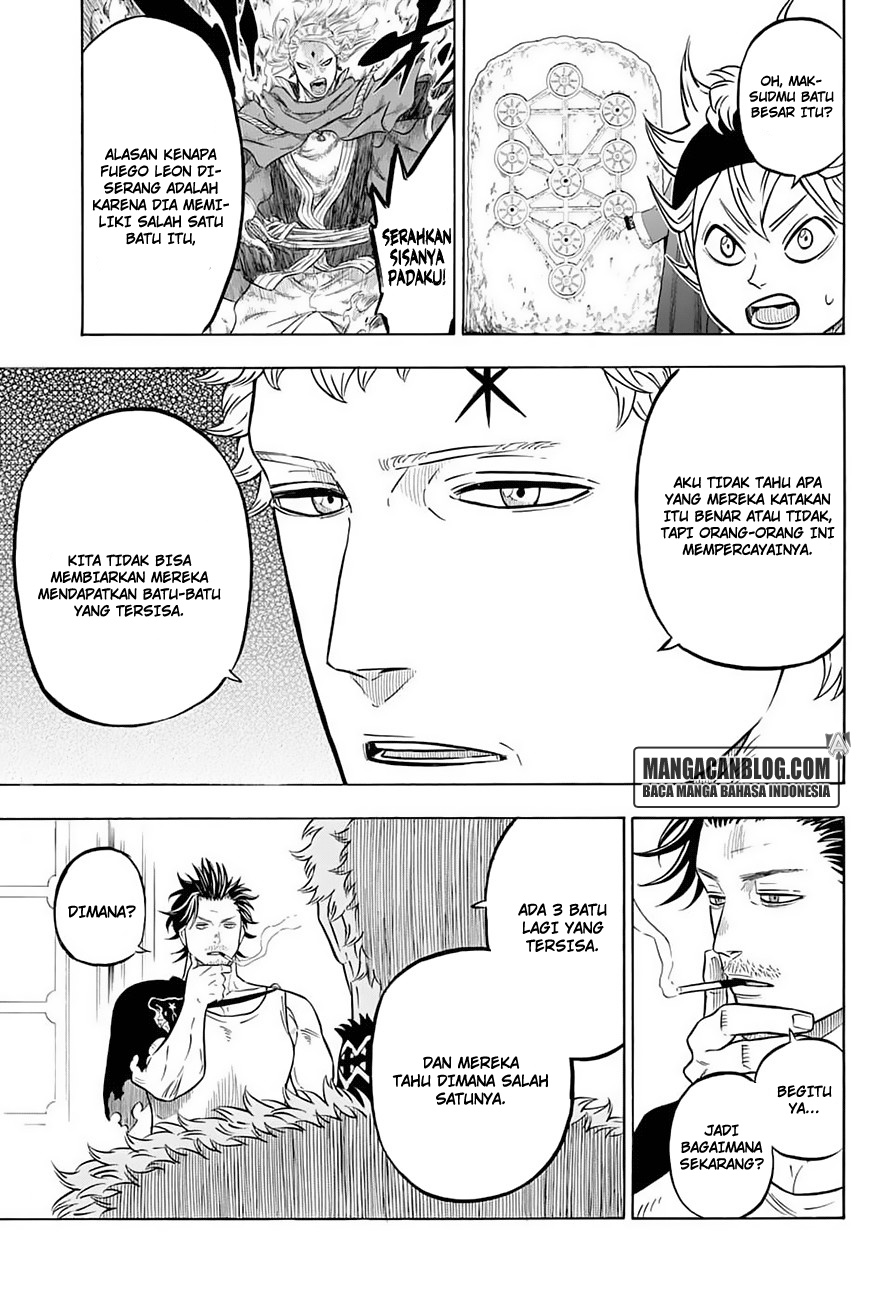 OH, MAK-
SUDMU BATU
BESAR ITU?
SERAHKAN
SISANYA
PADAKU!
ALASAN KENAPA
FUEGO LEON DI-
SERANG ADALAH
KARENA DIA MEMI-
LIKI SALAH SATU
BATU ITU,
AKU TIDAK TAHU APA
YANG MEREKA KATAKAN
ITU BENAR ATAU TIDAK,
TAPI ORANG-ORANG INI
MEMPERCAYAINYA.
KITA TIDAK BISA
MEMBIARKAN MEREKA
MENDAPATKAN BATU-BATU
YANG TERSISA.
MANGACANBLOG.COM
BACA MANGA BAHASA INDONESIA
BEGITU
YA...
JADI
BAGAIMANA
SEKARANG?
ADA 3 BATU
LAGI YANG
TERSISA.
DAN MEREKA
TAHU DIMANA SALAH
SATUNYA.
DIMANA?